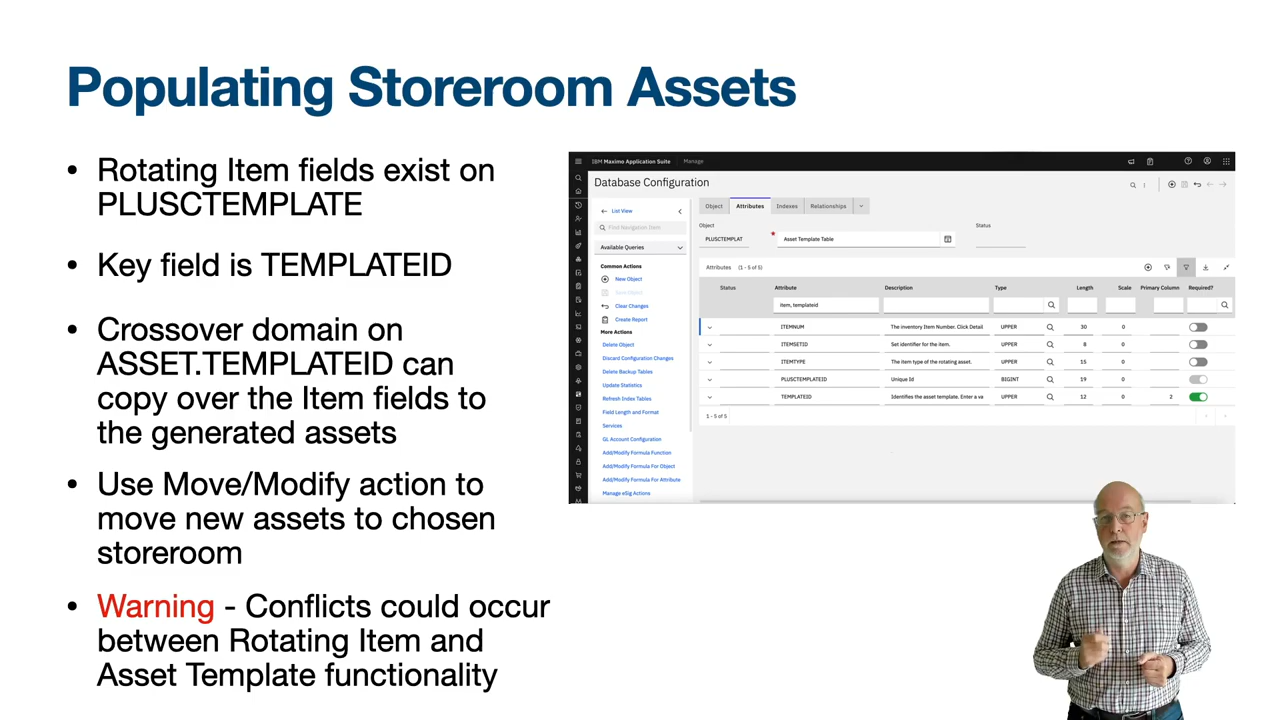 Populating Storeroom Assets
• Rotating Item fields exist on
PLUSCTEMPLATE
• Key field is TEMPLATEID
• Crossover domain on
ASSET.TEMPLATEID can
copy over the Item fields to
the generated assets
• Use Move/Modify action to
move new assets to chosen
storeroom
• Warning - Conflicts could occur
between Rotating Item and
Asset Template functionality
IBM Maximo Application Suite Manage
Database Configuration
List View
Find Navigation Item
Available Queries
Common Actions
New Object
Save Object
Clear Changes
Create Report
More Actions
Delete Object
Discard Configuration Changes
Delete Backup Tables
Update Statistics
Refresh Index Tables
Field Length and Format
Services
GL Account Configuration
Add/Modify Formula Function
Add/Modify Formula For Object
Add/Modify Formula For Attribute
Manage eSig Actions
Object Attributes Indexes Relationships
Object Status
PLUSCTEMPLAT Asset Template Table
Attributes (1 - 5 of 5)
Status Attribute Description Type Length Scale Primary Column Required?
item, templateid
ITEMNUM The inventory Item Number. Click Detail UPPER 30 0
ITEMSETID Set identifier for the item. UPPER 8 0
ITEMTYPE The item type of the rotating asset. UPPER 15 0
PLUSCTEMPLATEID Unique Id BIGINT 19 0
TEMPLATEID Identifies the asset template. Enter a va UPPER 12 0 2
1 - 5 of 5